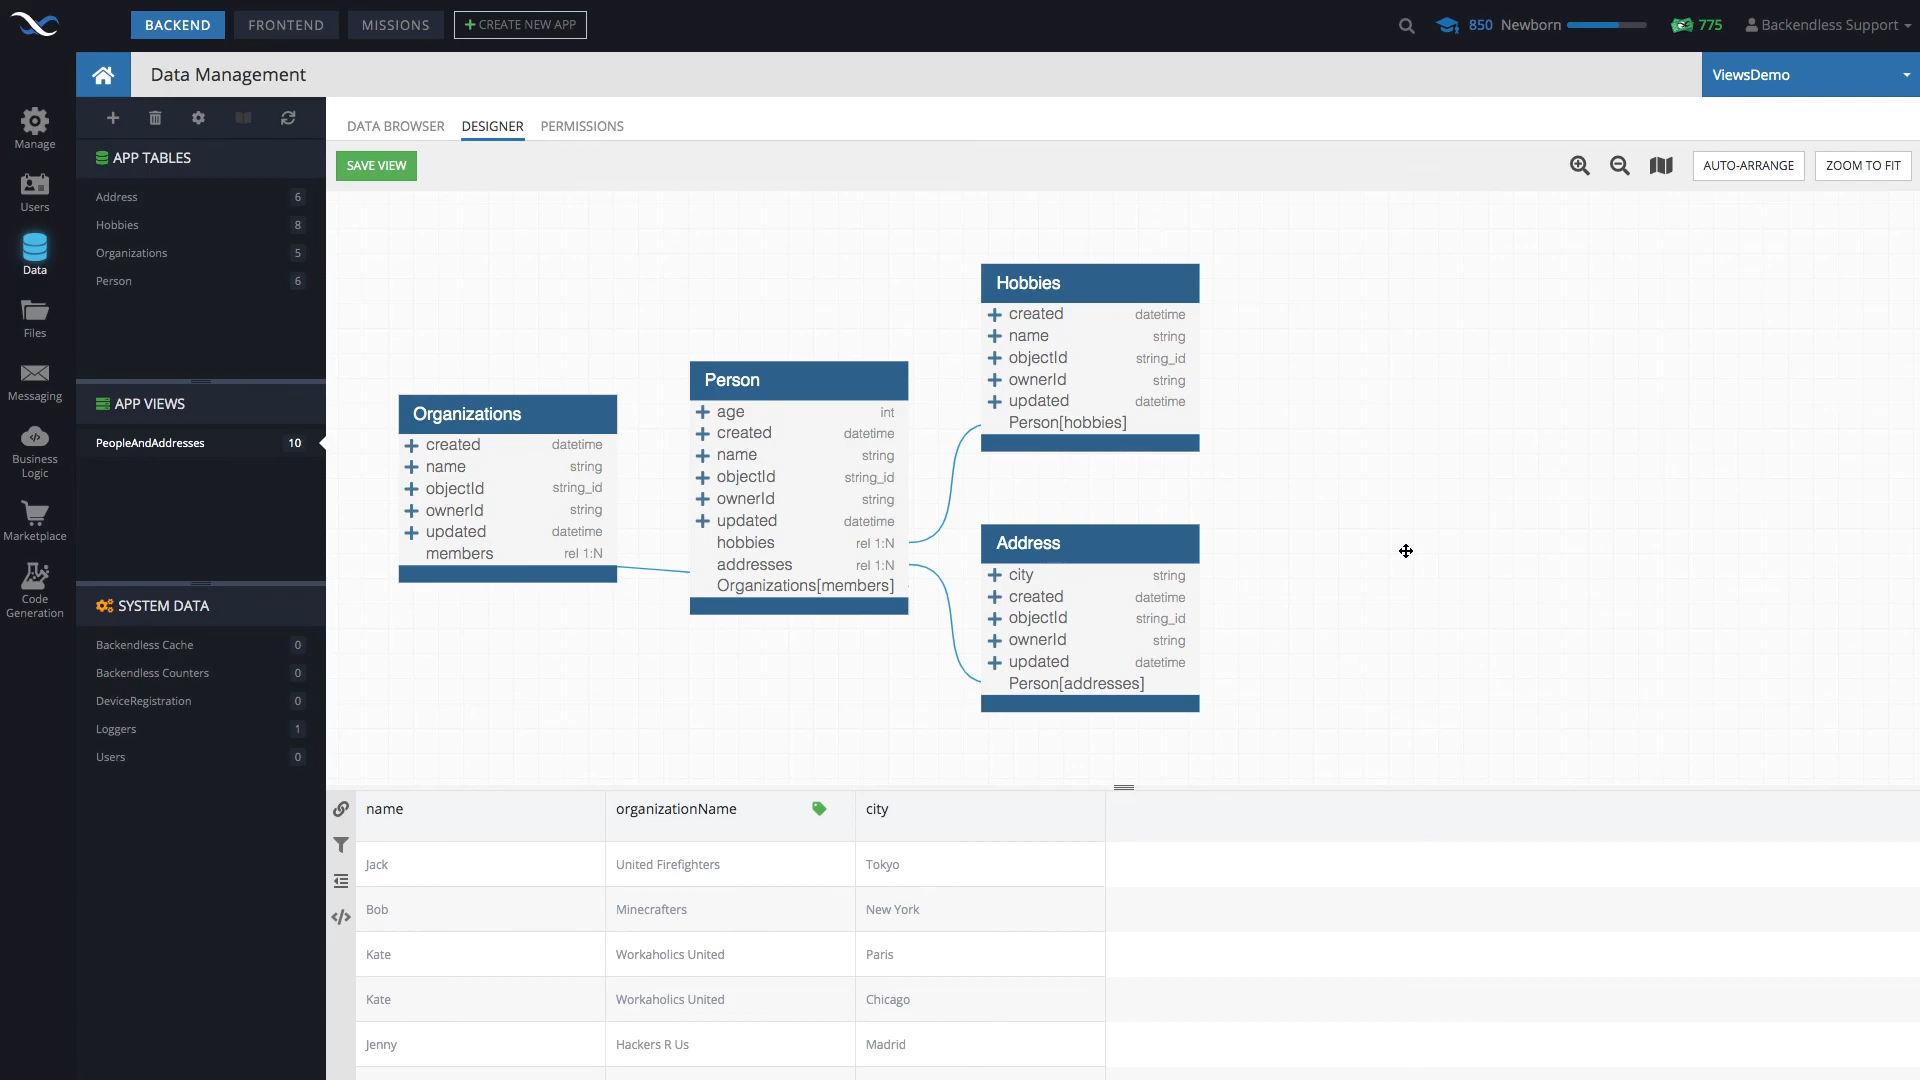 BACKEND
FRONTEND
MISSIONS
CREATE NEW APP
850 Newborn
775
Backendless Support
Data Management
ViewsDemo
Manage
Users
Data
Files
Messaging
Business
Logic
Marketplace
Code
Generation
APP TABLES
Address 6
Hobbies 8
Organizations 5
Person 6
APP VIEWS
PeopleAndAddresses 10
SYSTEM DATA
Backendless Cache 0
Backendless Counters 0
DeviceRegistration 0
Loggers 1
Users 0
DATA BROWSER
DESIGNER
PERMISSIONS
SAVE VIEW
AUTO-ARRANGE
ZOOM TO FIT
Organizations
created datetime
name string
objectId string_id
ownerId string
updated datetime
members rel 1:N
Person
age int
created datetime
name string
objectId string_id
ownerId string
updated datetime
hobbies rel 1:N
addresses rel 1:N
Organizations[members]
Hobbies
created datetime
name string
objectId string_id
ownerId string
updated datetime
Person[hobbies]
Address
city string
created datetime
objectId string_id
ownerId string
updated datetime
Person[addresses]
name organizationName city
Jack United Firefighters Tokyo
Bob Minecrafters New York
Kate Workaholics United Paris
Kate Workaholics United Chicago
Jenny Hackers R Us Madrid